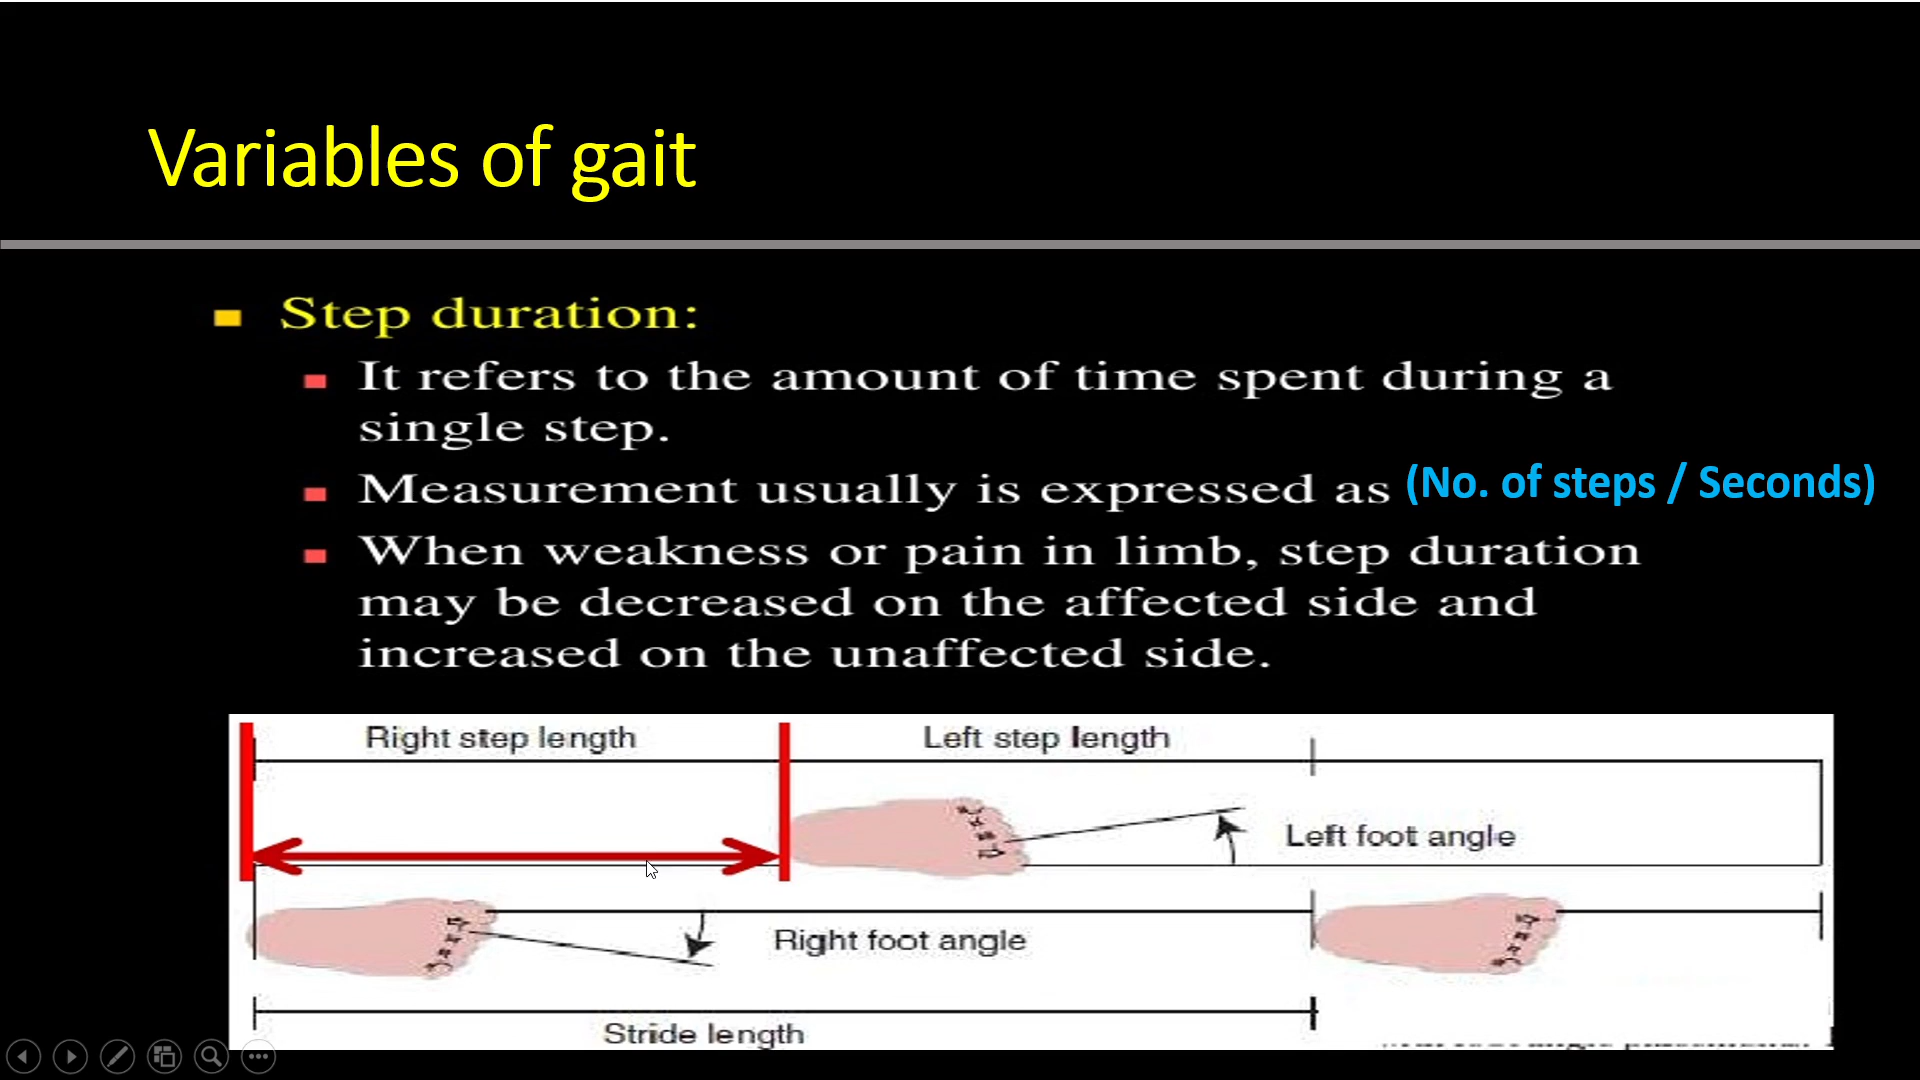 Variables of gait
Step duration:
It refers to the amount of time spent during a
single step.
Measurement usually is expressed as (No. of steps / Seconds)
When weakness or pain in limb, step duration
may be decreased on the affected side and
increased on the unaffected side.
Right step length
Left step length
Left foot angle
Right foot angle
Stride length